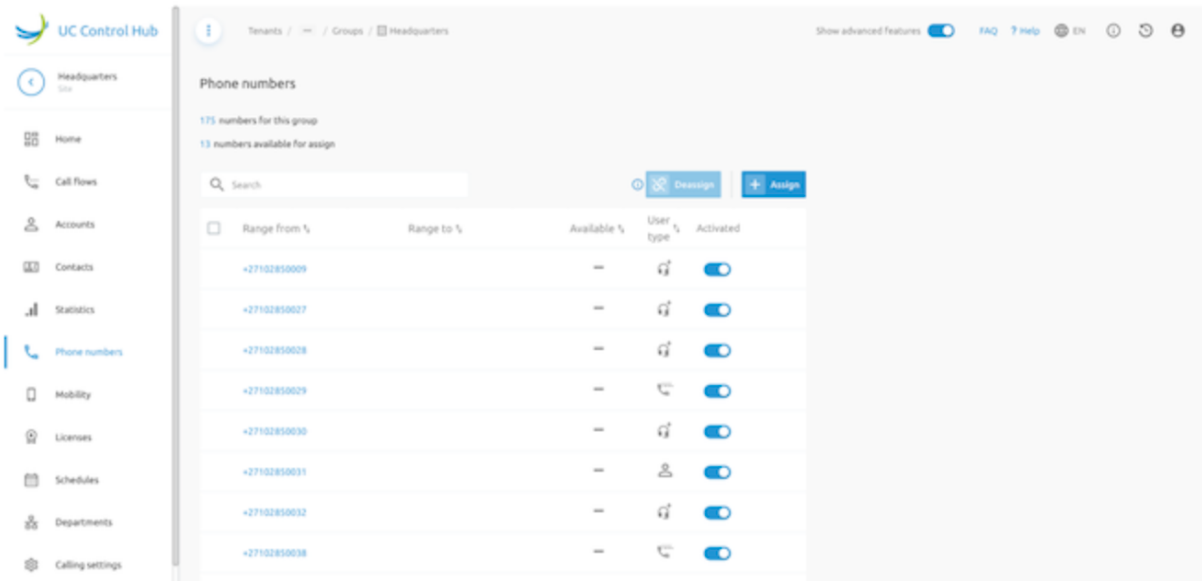 UC Control Hub
Tenants / ··· / Groups / Headquarters
Show advanced features
FAQ
? Help
EN
Headquarters
Site
Home
Call flows
Accounts
Contacts
Statistics
Phone numbers
Mobility
Licenses
Schedules
Departments
Calling settings
Phone numbers
175 numbers for this group
13 numbers available for assign
Search
Deassign
+ Assign
Range from Range to Available User type Activated
+27102850009 —
+27102850027 —
+27102850028 —
+27102850029 —
+27102850030 —
+27102850031 —
+27102850032 —
+27102850038 —